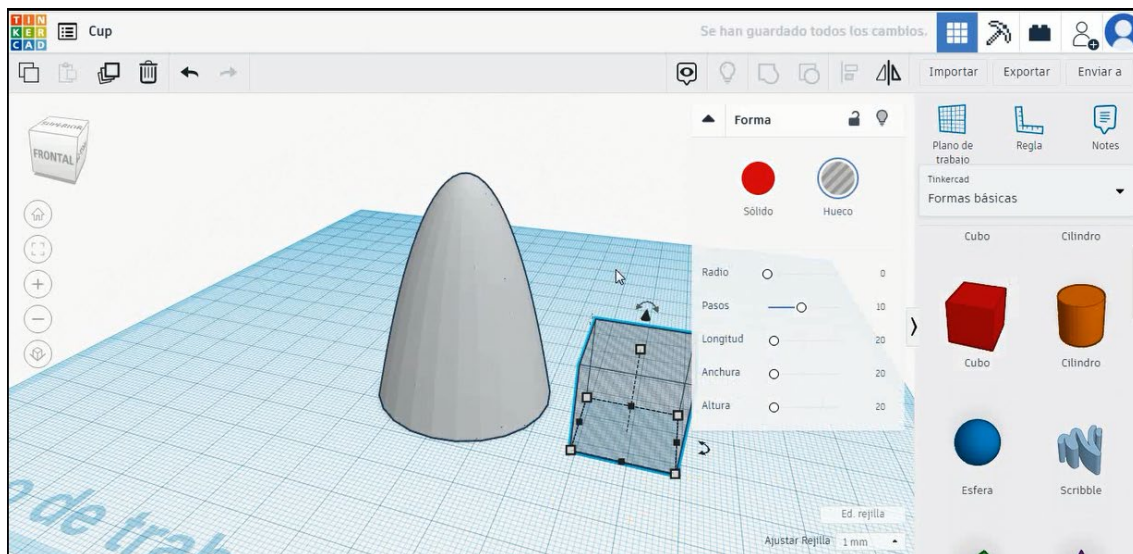 TIN
KER
CAD
Cup
Se han guardado todos los cambios.
Importar
Exportar
Enviar a
SUPERIOR
FRONTAL
Forma
Sólido
Hueco
Radio
0
Pasos
10
Longitud
20
Anchura
20
Altura
20
Plano de
trabajo
Regla
Notes
Tinkercad
Formas básicas
Cubo
Cilindro
Cubo
Cilindro
Esfera
Scribble
o de trab
Ed. rejilla
Ajustar Rejilla 1 mm